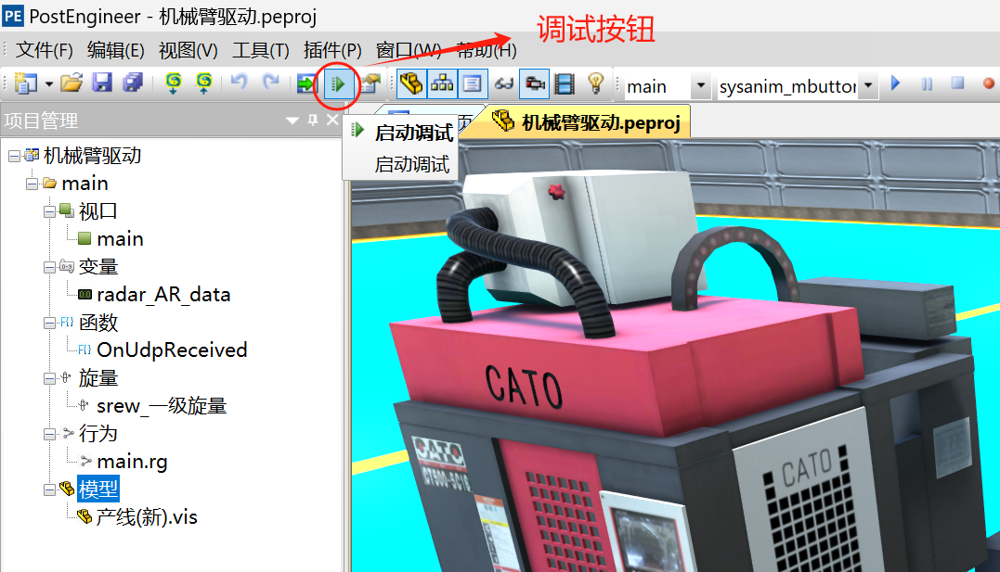 PE PostEngineer - 机械臂驱动.peproj
调试按钮
文件(F) 编辑(E) 视图(V) 工具(T) 插件(P) 窗口(W) 帮助(H)
main sysanim_mbuttor
项目管理
页 机械臂驱动.peproj
启动调试
启动调试
机械臂驱动
main
视口
main
变量
radar_AR_data
函数
F() OnUdpReceived
旋量
srew_一级旋量
行为
main.rg
模型
产线(新).vis
CATO
CATO
CATO